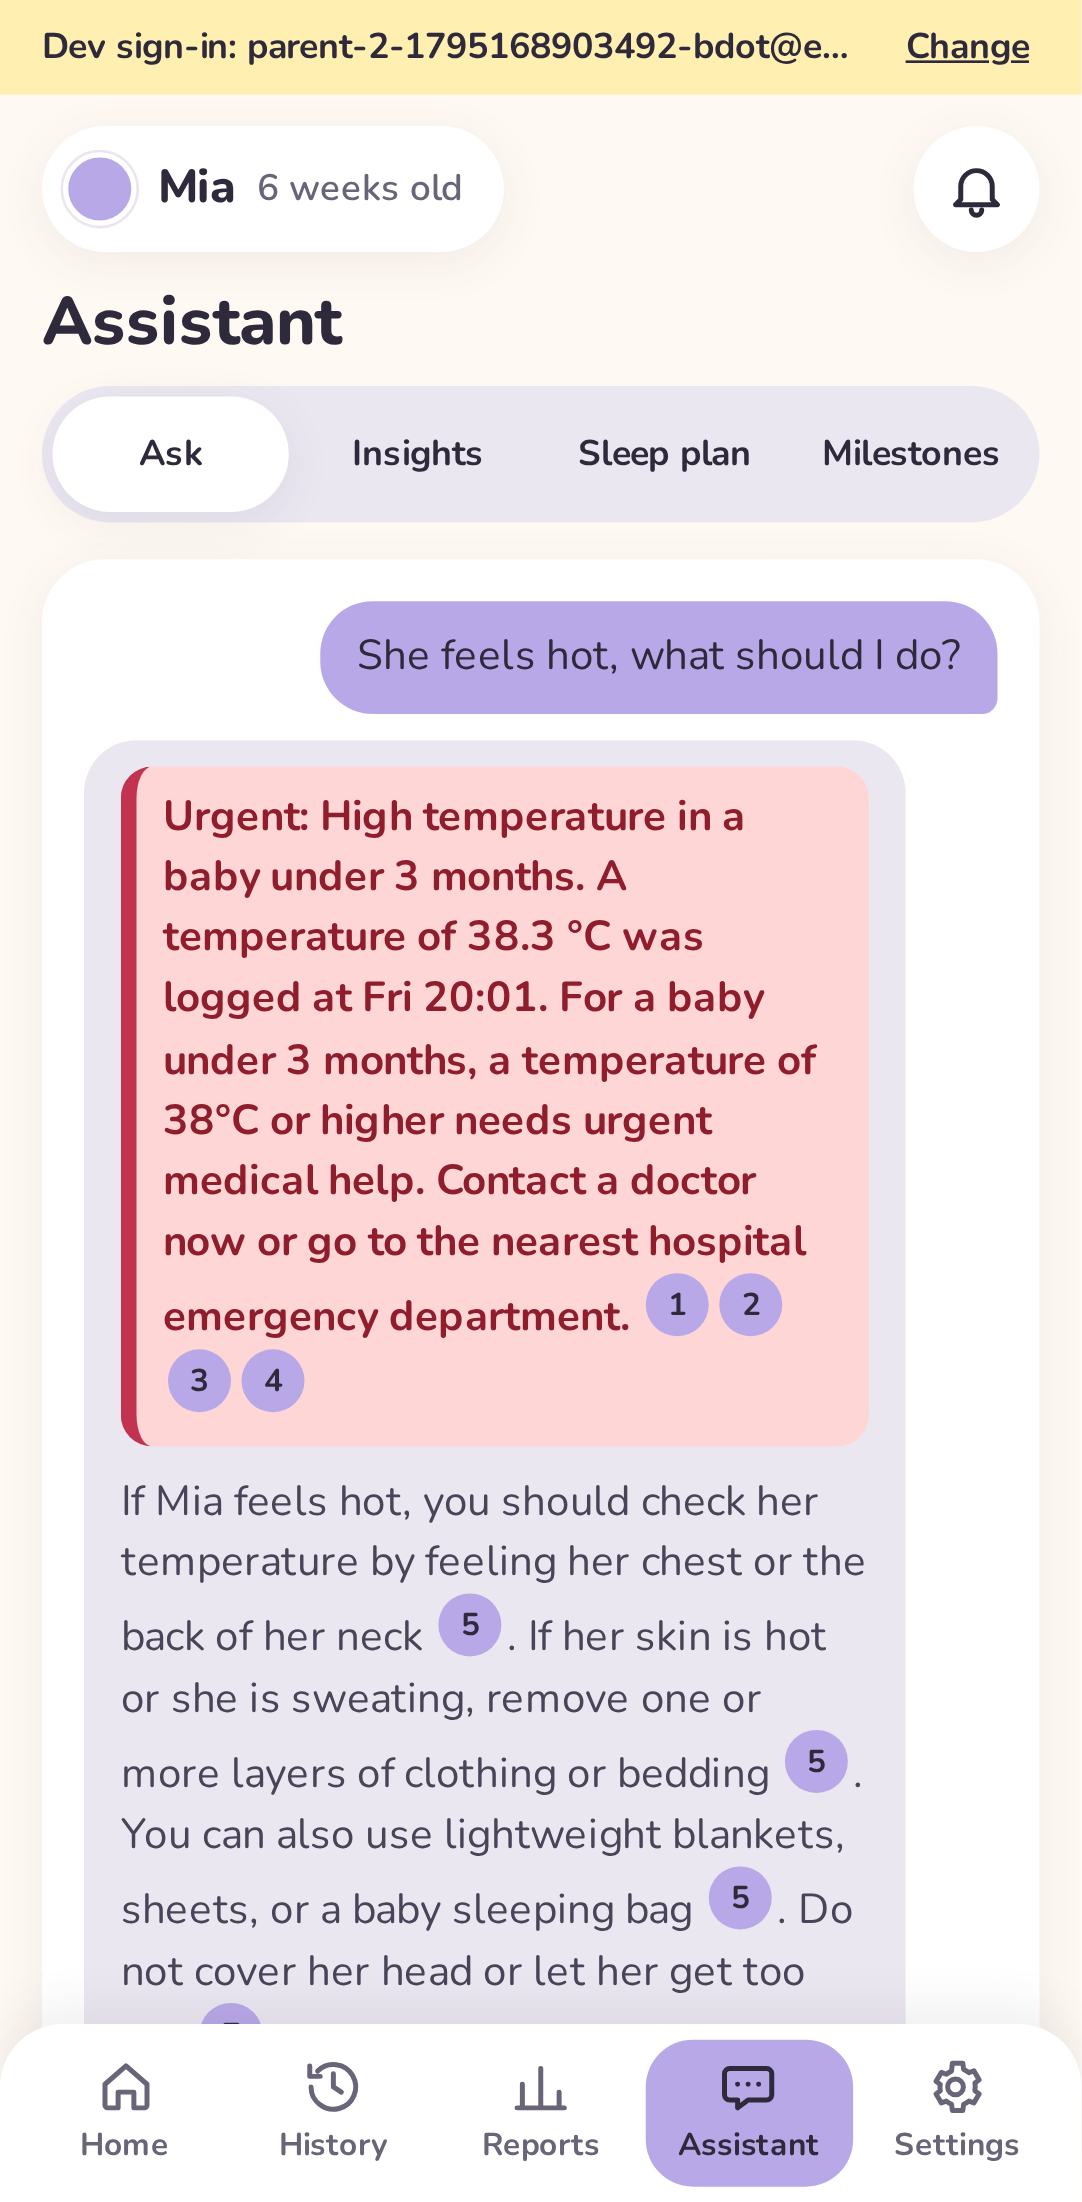 Dev sign-in: parent-2-1795168903492-bdot@e... Change
Mia 6 weeks old
Assistant
Ask Insights Sleep plan Milestones
She feels hot, what should I do?
Urgent: High temperature in a
baby under 3 months. A
temperature of 38.3 °C was
logged at Fri 20:01. For a baby
under 3 months, a temperature of
38°C or higher needs urgent
medical help. Contact a doctor
now or go to the nearest hospital
emergency department. 1 2
3 4
If Mia feels hot, you should check her
temperature by feeling her chest or the
back of her neck 5. If her skin is hot
or she is sweating, remove one or
more layers of clothing or bedding 5.
You can also use lightweight blankets,
sheets, or a baby sleeping bag 5. Do
not cover her head or let her get too
Home History Reports Assistant Settings